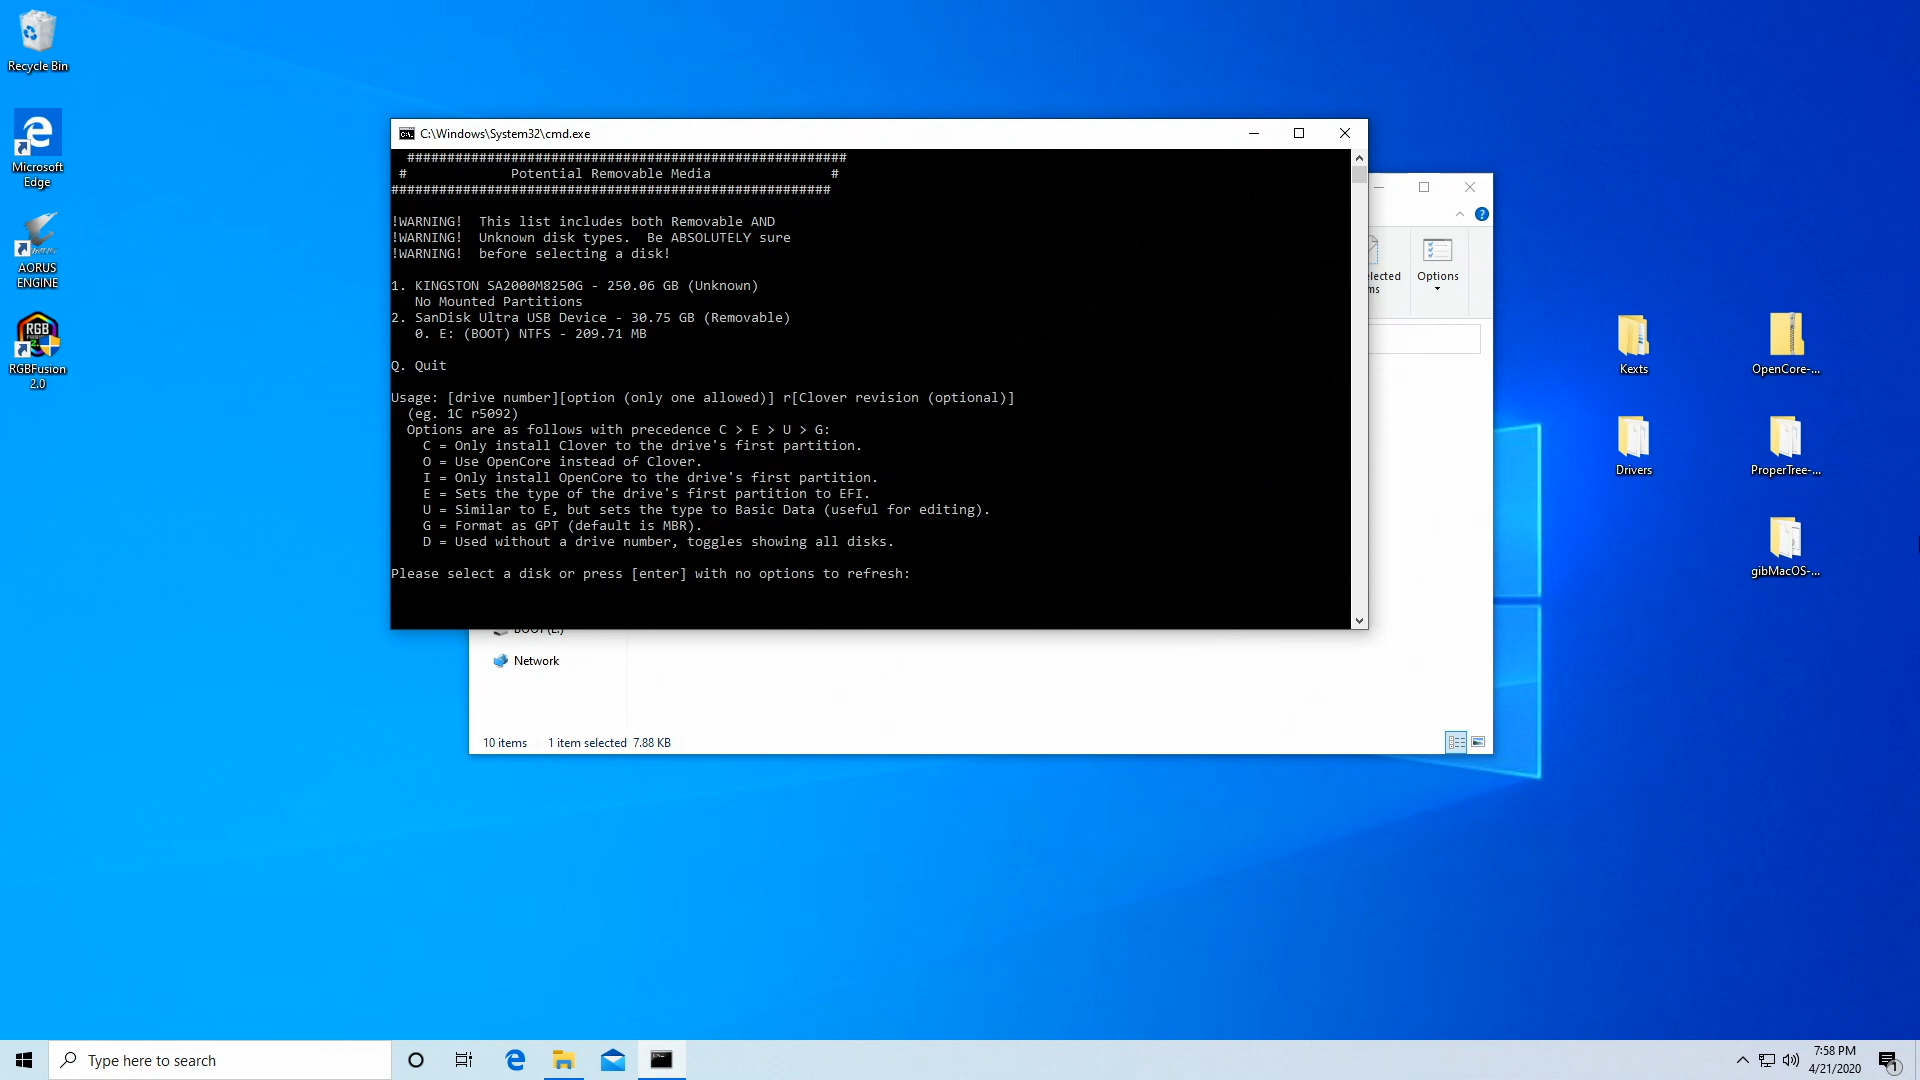 Recycle Bin
Microsoft
Edge
AORUS
ENGINE
RGB
RGBFusion
2.0
C:\Windows\System32\cmd.exe
#######################################################
# Potential Removable Media #
#######################################################
!WARNING! This list includes both Removable AND
!WARNING! Unknown disk types. Be ABSOLUTELY sure
!WARNING! before selecting a disk!
1. KINGSTON SA2000M8250G - 250.06 GB (Unknown)
No Mounted Partitions
2. SanDisk Ultra USB Device - 30.75 GB (Removable)
0. E: (BOOT) NTFS - 209.71 MB
Q. Quit
Usage: [drive number][option (only one allowed)] r[Clover revision (optional)]
(eg. 1C r5092)
Options are as follows with precedence C > E > U > G:
C = Only install Clover to the drive's first partition.
O = Use OpenCore instead of Clover.
I = Only install OpenCore to the drive's first partition.
E = Sets the type of the drive's first partition to EFI.
U = Similar to E, but sets the type to Basic Data (useful for editing).
G = Format as GPT (default is MBR).
D = Used without a drive number, toggles showing all disks.
Please select a disk or press [enter] with no options to refresh:
Options
BOOT (E:)
Network
10 items 1 item selected 7.88 KB
Kexts
OpenCore-...
Drivers
ProperTree-...
gibMacOS-...
Type here to search
7:58 PM
4/21/2020
1